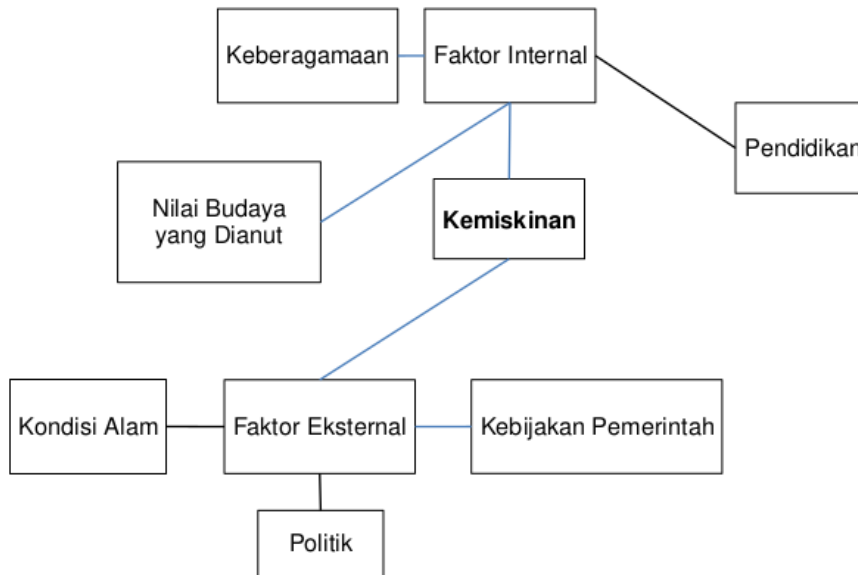 Keberagamaan
Faktor Internal
Pendidikan
Nilai Budaya
yang Dianut
Kemiskinan
Kondisi Alam
Faktor Eksternal
Kebijakan Pemerintah
Politik